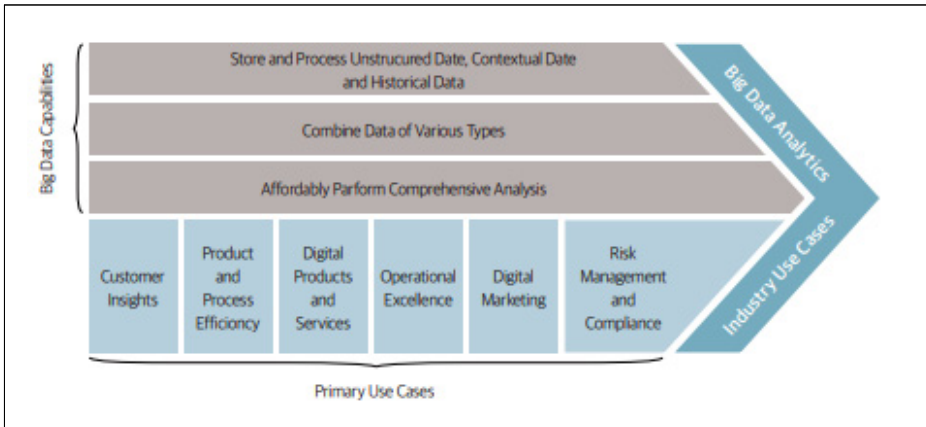 Big Data Capabilities
Store and Process Unstrucured Date, Contextual Date
and Historical Data
Combine Data of Various Types
Affordably Parform Comprehensive Analysis
Big Data Analytics
Industry Use Cases
Customer
Insights
Product
and
Process
Efficioncy
Digital
Products
and
Services
Operational
Excellence
Digital
Marketing
Risk
Management
and
Compliance
Primary Use Cases